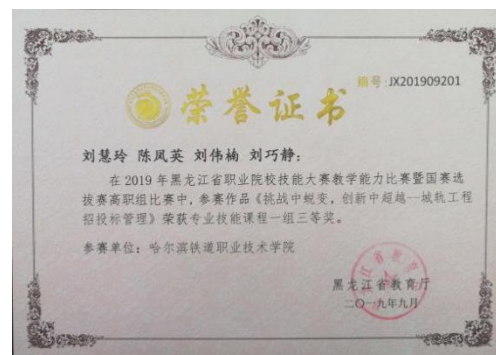 编号:JX201909201
荣誉证书
刘慧玲 陈凤英 刘伟楠 刘巧静:
在2019年黑龙江省职业院校技能大赛教学能力比赛暨国赛选
拔赛高职组比赛中,参赛作品《挑战中蜕变,创新中超越--城轨工程
招投标管理》荣获专业技能课程一组三等奖。
参赛单位:哈尔滨铁道职业技术学院
黑龙江省教育厅
二〇一九年九月